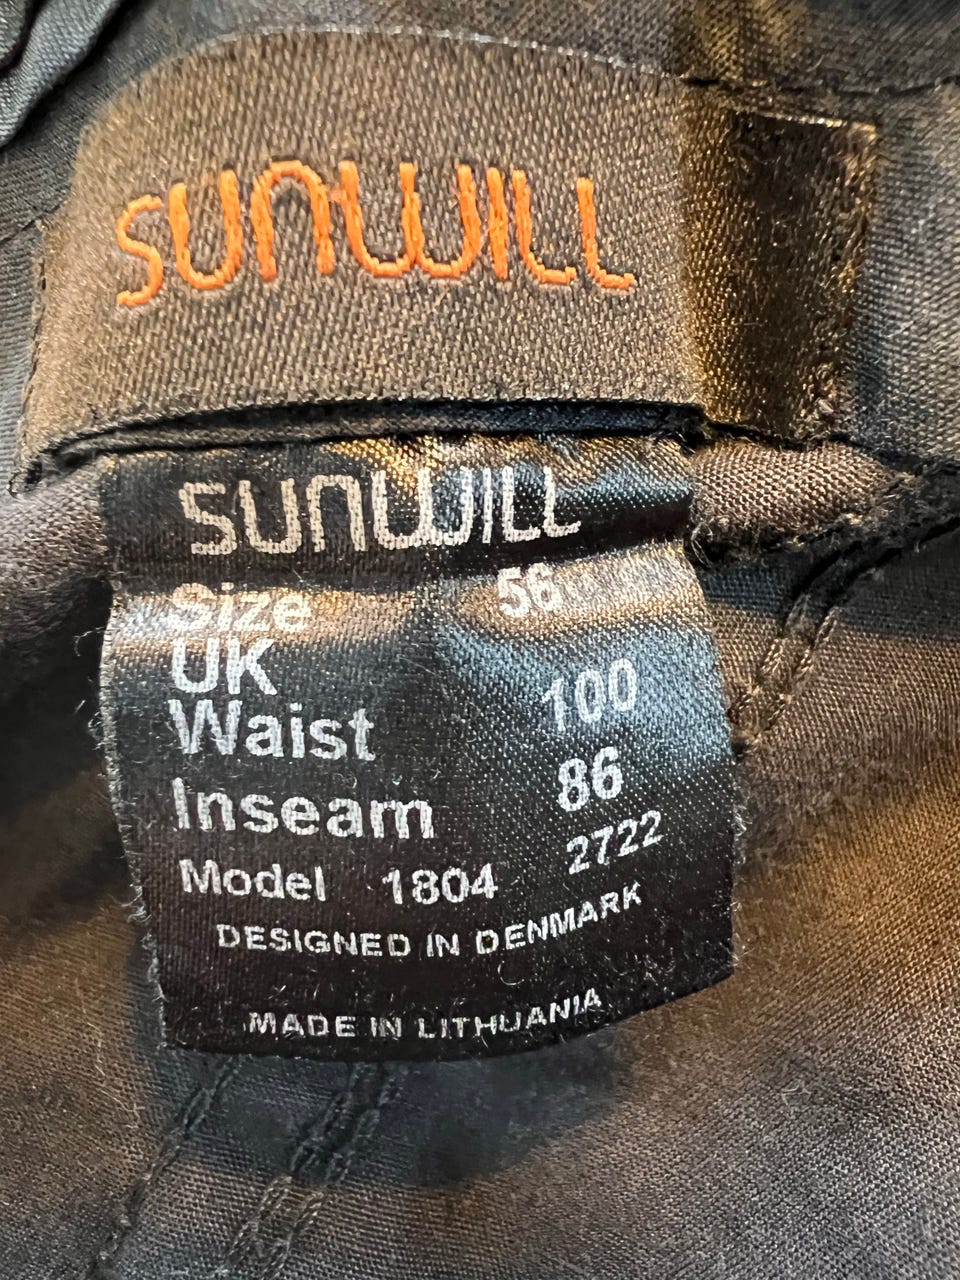 SUNWILL
SUNWILL
Size 56
UK
Waist 100
Inseam 86
Model 1804 2722
DESIGNED IN DENMARK
MADE IN LITHUANIA